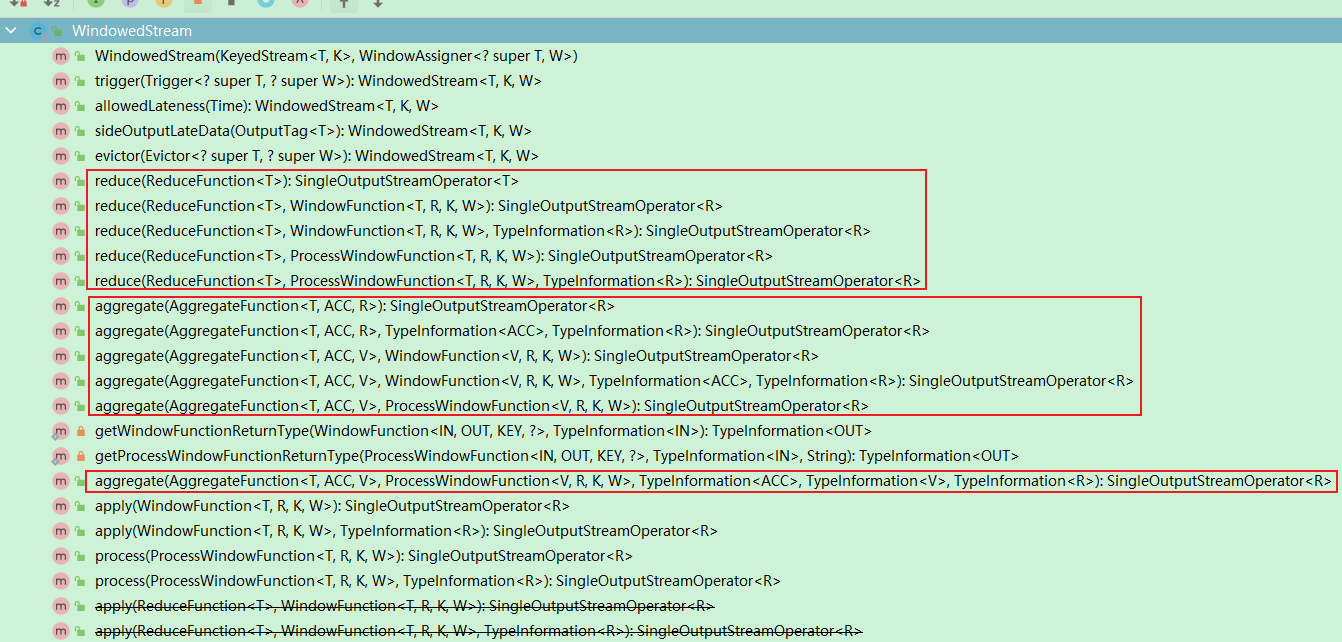 WindowedStream
WindowedStream(KeyedStream<T, K>, WindowAssigner<? super T, W>)
trigger(Trigger<? super T, ? super W>): WindowedStream<T, K, W>
allowedLateness(Time): WindowedStream<T, K, W>
sideOutputLateData(OutputTag<T>): WindowedStream<T, K, W>
evictor(Evictor<? super T, ? super W>): WindowedStream<T, K, W>
reduce(ReduceFunction<T>): SingleOutputStreamOperator<T>
reduce(ReduceFunction<T>, WindowFunction<T, R, K, W>): SingleOutputStreamOperator<R>
reduce(ReduceFunction<T>, WindowFunction<T, R, K, W>, TypeInformation<R>): SingleOutputStreamOperator<R>
reduce(ReduceFunction<T>, ProcessWindowFunction<T, R, K, W>): SingleOutputStreamOperator<R>
reduce(ReduceFunction<T>, ProcessWindowFunction<T, R, K, W>, TypeInformation<R>): SingleOutputStreamOperator<R>
aggregate(AggregateFunction<T, ACC, R>): SingleOutputStreamOperator<R>
aggregate(AggregateFunction<T, ACC, R>, TypeInformation<ACC>, TypeInformation<R>): SingleOutputStreamOperator<R>
aggregate(AggregateFunction<T, ACC, V>, WindowFunction<V, R, K, W>): SingleOutputStreamOperator<R>
aggregate(AggregateFunction<T, ACC, V>, WindowFunction<V, R, K, W>, TypeInformation<ACC>, TypeInformation<R>): SingleOutputStreamOperator<R>
aggregate(AggregateFunction<T, ACC, V>, ProcessWindowFunction<V, R, K, W>): SingleOutputStreamOperator<R>
getWindowFunctionReturnType(WindowFunction<IN, OUT, KEY, ?>, TypeInformation<IN>): TypeInformation<OUT>
getProcessWindowFunctionReturnType(ProcessWindowFunction<IN, OUT, KEY, ?>, TypeInformation<IN>, String): TypeInformation<OUT>
aggregate(AggregateFunction<T, ACC, V>, ProcessWindowFunction<V, R, K, W>, TypeInformation<ACC>, TypeInformation<V>, TypeInformation<R>): SingleOutputStreamOperator<R>
apply(WindowFunction<T, R, K, W>): SingleOutputStreamOperator<R>
apply(WindowFunction<T, R, K, W>, TypeInformation<R>): SingleOutputStreamOperator<R>
process(ProcessWindowFunction<T, R, K, W>): SingleOutputStreamOperator<R>
process(ProcessWindowFunction<T, R, K, W>, TypeInformation<R>): SingleOutputStreamOperator<R>
apply(ReduceFunction<T>, WindowFunction<T, R, K, W>): SingleOutputStreamOperator<R>
apply(ReduceFunction<T>, WindowFunction<T, R, K, W>, TypeInformation<R>): SingleOutputStreamOperator<R>